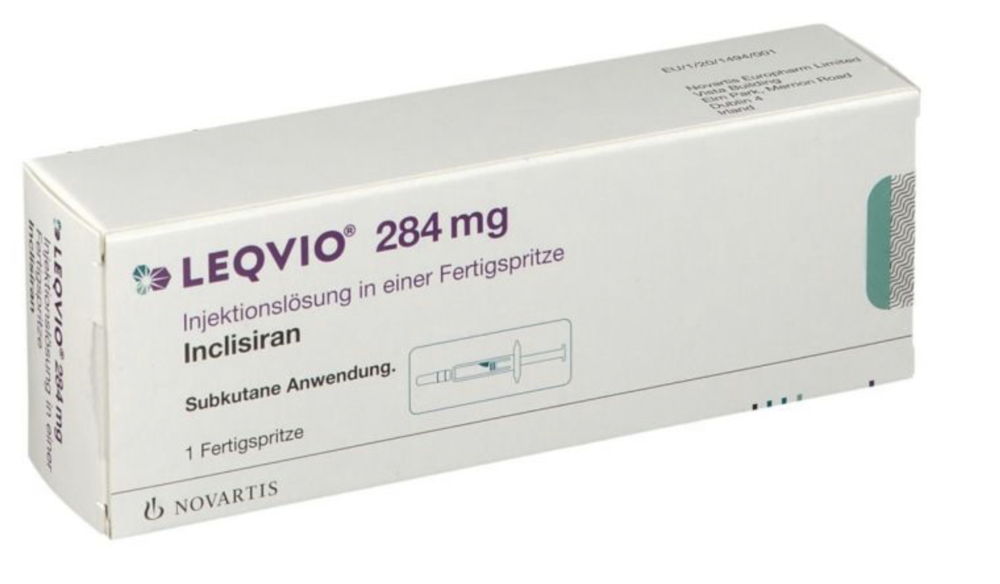 EU/1/20/1494/001
Novartis Europharm Limited
Vista Building
Elm Park, Merrion Road
Dublin 4
Irland
LEQVIO® 284 mg
Injektionslösung in einer Fertigspritze
Inclisiran
Subkutane Anwendung.
1 Fertigspritze
NOVARTIS
LEQVIO® 284 mg
Injektionslösung in einer
Fertigspritze
Inclisiran